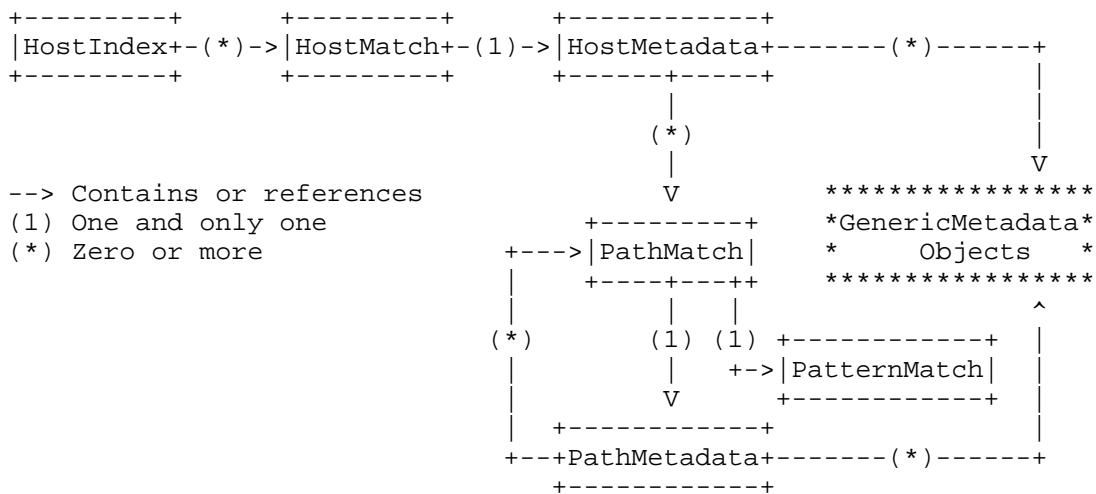 +---------+         +---------+         +------------+
|HostIndex+-(*)->|HostMatch+-(1)->|HostMetadata+-------(*)------+
+---------+         +---------+         +------+-----+                |
|                      |
(*)                     |
|                      V
--> Contains or references               V         *****************
(1) One and only one                +---------+    *GenericMetadata*
(*) Zero or more               +--->|PathMatch|    *     Objects   *
|    +----+---++    *****************
|         |   |                  ^
(*)       (1) (1) +------------+   |
|         |   +->|PatternMatch|   |
|         V      +------------+   |
|  +------------+                 |
+--+PathMetadata+-------(*)------+
+------------+